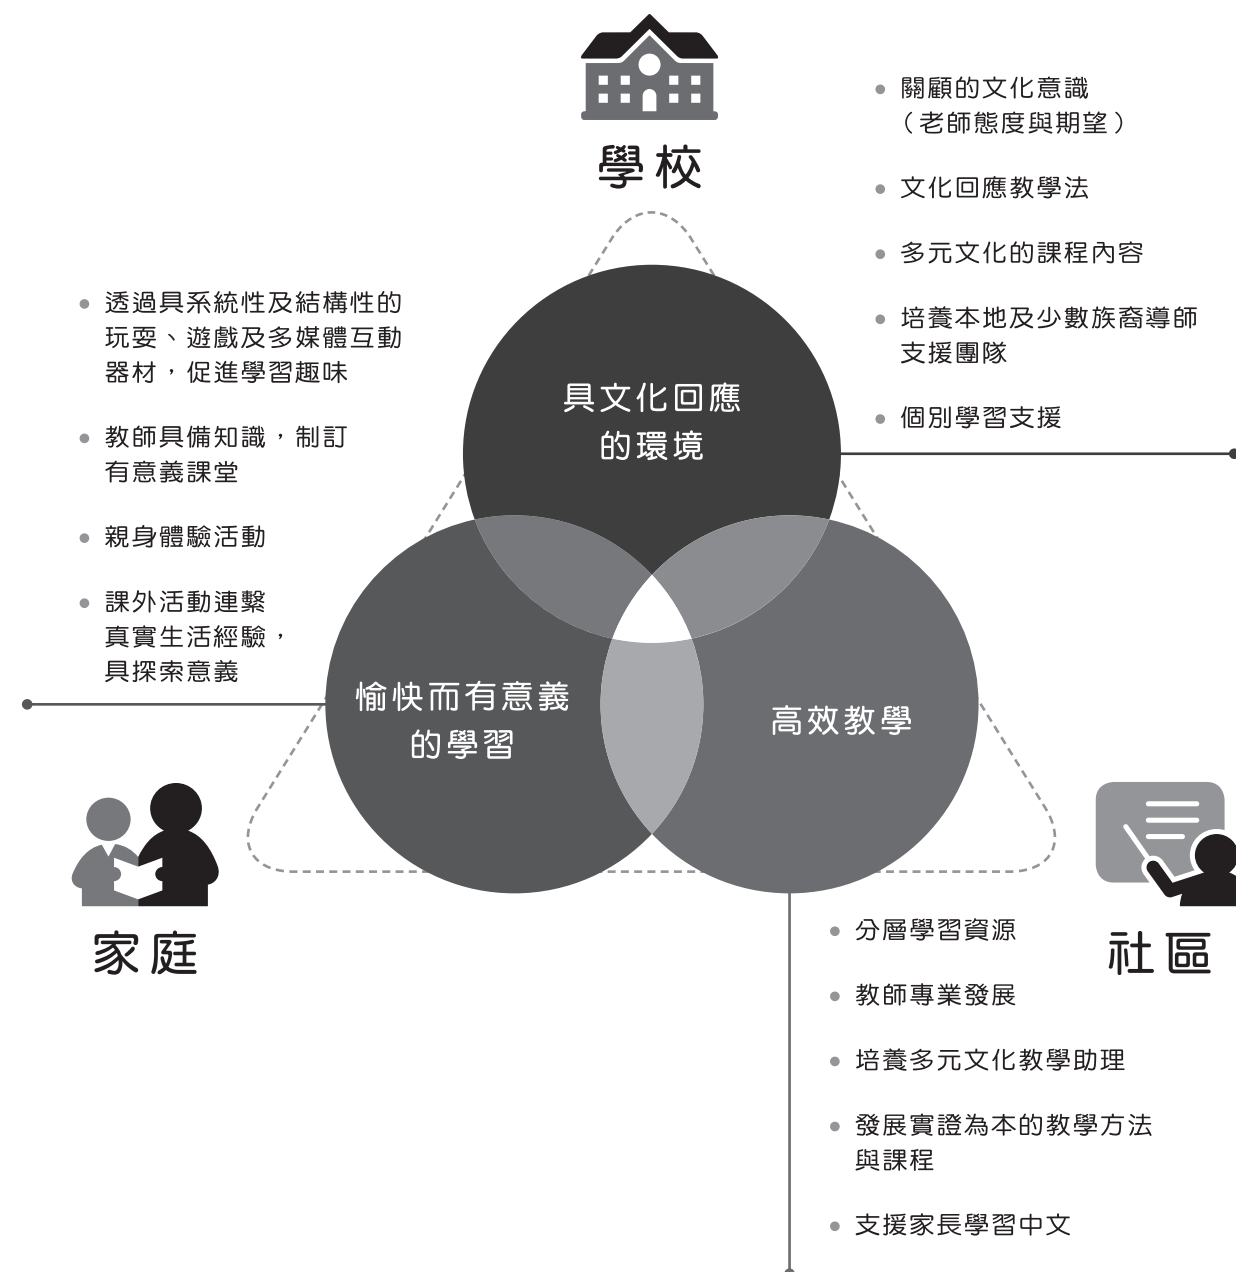 學校
關顧的文化意識
（老師態度與期望）
文化回應教學法
多元文化的課程內容
培養本地及少數族裔導師
支援團隊
個別學習支援
透過具系統性及結構性的
玩耍、遊戲及多媒體互動
器材，促進學習趣味
教師具備知識，制訂
有意義課堂
親身體驗活動
課外活動連繫
真實生活經驗，
具探索意義
具文化回應
的環境
愉快而有意義
的學習
高效教學
家庭
社區
分層學習資源
教師專業發展
培養多元文化教學助理
發展實證為本的教學方法
與課程
支援家長學習中文